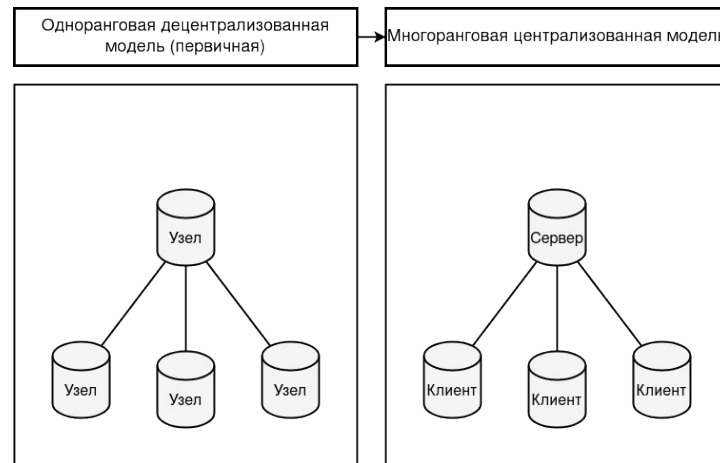 Одноранговая децентрализованная
модель (первичная)
Многоранговая централизованная модель
Узел
Узел
Узел
Узел
Сервер
Клиент
Клиент
Клиент